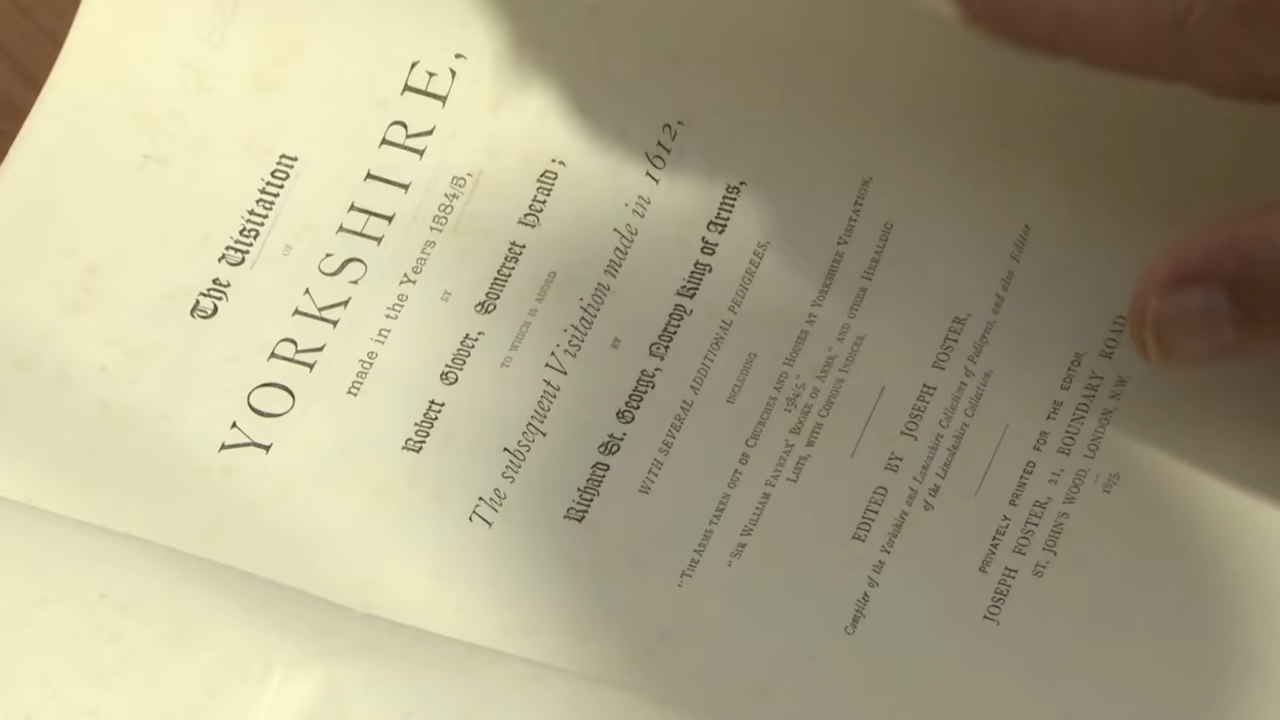 The Visitation
OF
YORKSHIRE,
made in the Years 1584/5,
BY
Robert Glover, Somerset Herald;
TO WHICH IS ADDED
The subsequent Visitation made in 1612,
BY
Richard St. George, Norroy King of Arms,
WITH SEVERAL ADDITIONAL PEDIGREES,
INCLUDING
"THE ARMS TAKEN OUT OF CHURCHES AND HOUSES AT YORKSHIRE VISITATION,
1584/5,"
"SIR WILLIAM FAYRFAX' BOOKE OF ARMS," AND OTHER HERALDIC
LISTS, WITH COPIOUS INDICES.
EDITED BY JOSEPH FOSTER,
Compiler of the Yorkshire and Lancashire Collections of Pedigrees, and also Editor
of the Lincolnshire Collection.
PRIVATELY PRINTED FOR THE EDITOR,
JOSEPH FOSTER, 21, BOUNDARY ROAD,
ST. JOHN'S WOOD, LONDON, N.W.
1875.